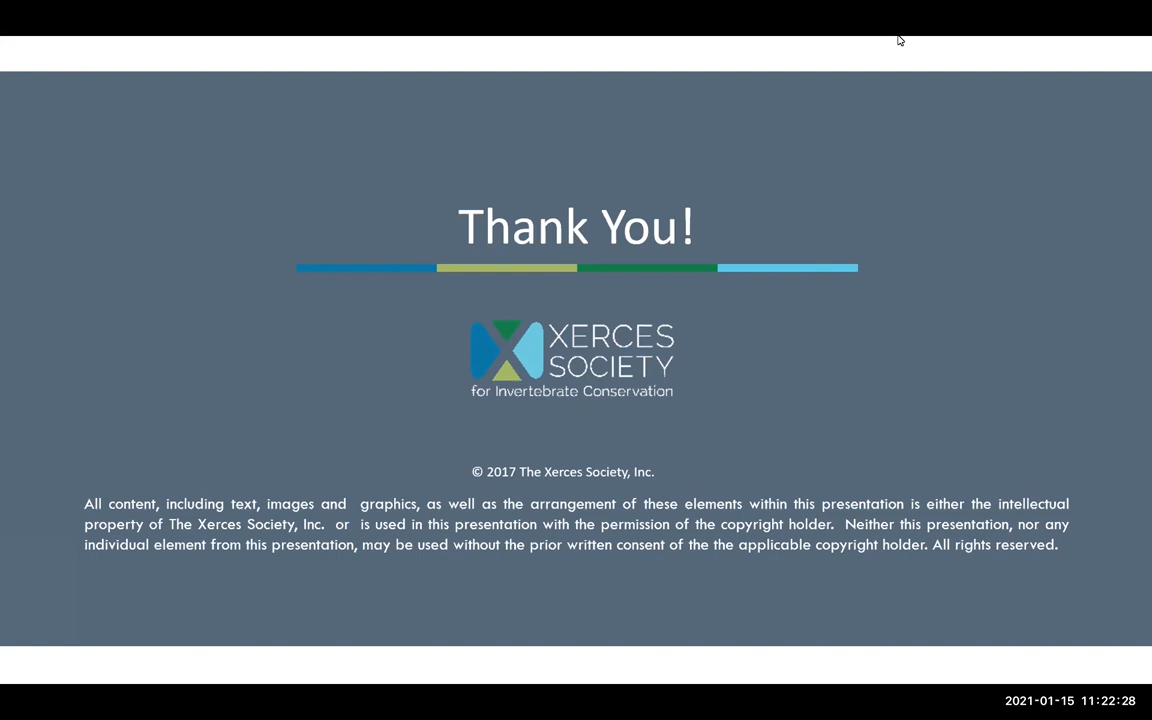 Thank You!
XERCES
SOCIETY
for Invertebrate Conservation
© 2017 The Xerces Society, Inc.
All content, including text, images and graphics, as well as the arrangement of these elements within this presentation is either the intellectual
property of The Xerces Society, Inc. or is used in this presentation with the permission of the copyright holder. Neither this presentation, nor any
individual element from this presentation, may be used without the prior written consent of the the applicable copyright holder. All rights reserved.
2021-01-15 11:22:28